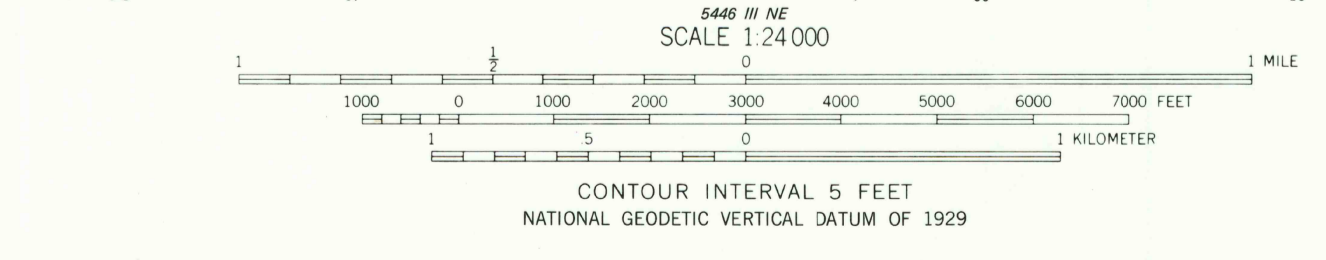 5446 III NE
SCALE 1:24 000
1 1/2 0 1 MILE
1000 0 1000 2000 3000 4000 5000 6000 7000 FEET
1 .5 0 1 KILOMETER
CONTOUR INTERVAL 5 FEET
NATIONAL GEODETIC VERTICAL DATUM OF 1929